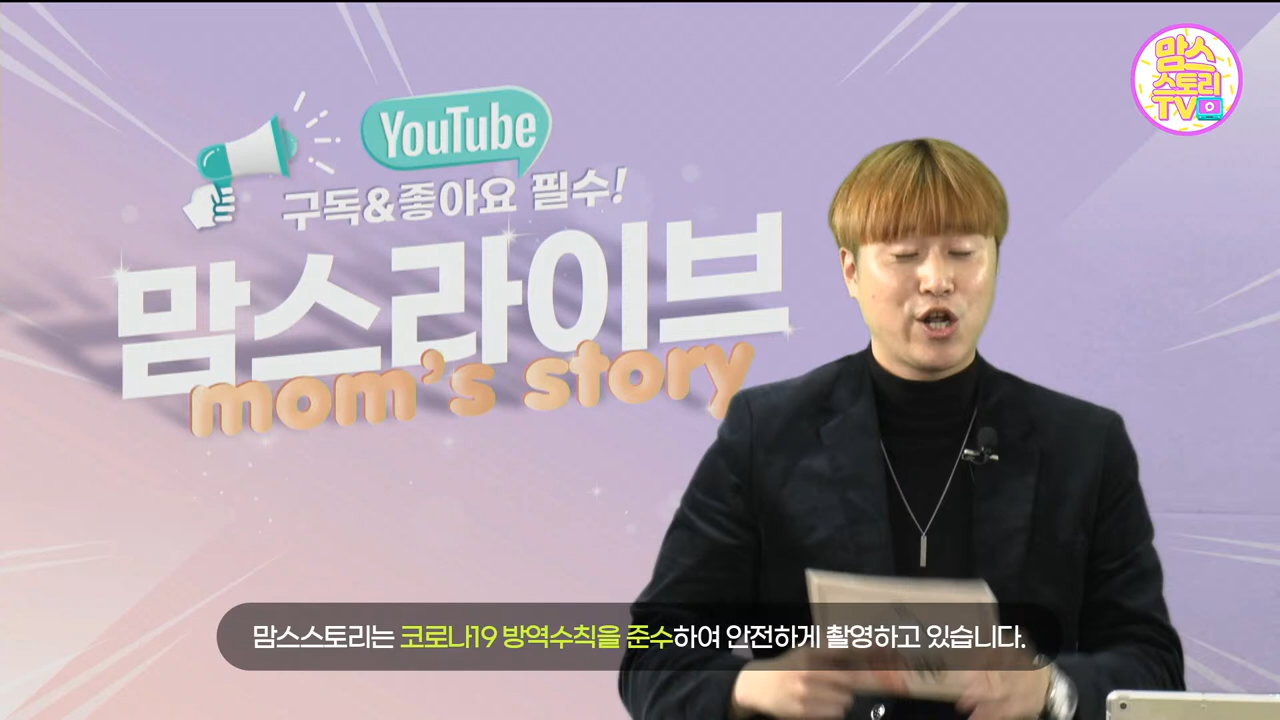 YouTube
구독&좋아요 필수!
맘스라이브
mom's story
맘스
스토리
TV
맘스스토리는 코로나19 방역수칙을 준수하여 안전하게 촬영하고 있습니다.